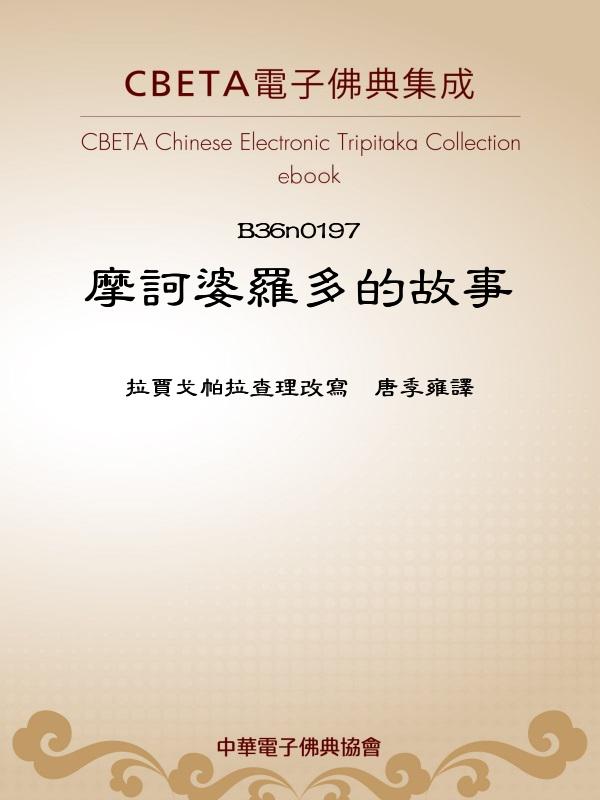 CBETA電子佛典集成
CBETA Chinese Electronic Tripitaka Collection
ebook
B36n0197
摩訶婆羅多的故事
拉賈戈帕拉查理改寫 唐季雍譯
中華電子佛典協會